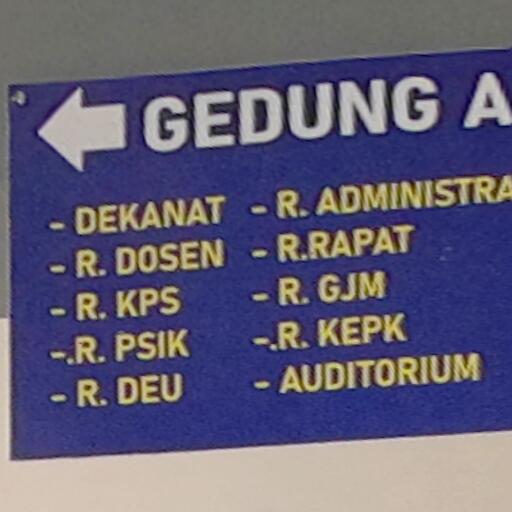 GEDUNG A
- DEKANAT
- R. DOSEN
- R. KPS
-.R. PSIK
- R. DEU
- R. ADMINISTRA
- R.RAPAT
- R. GJM
-.R. KEPK
- AUDITORIUM